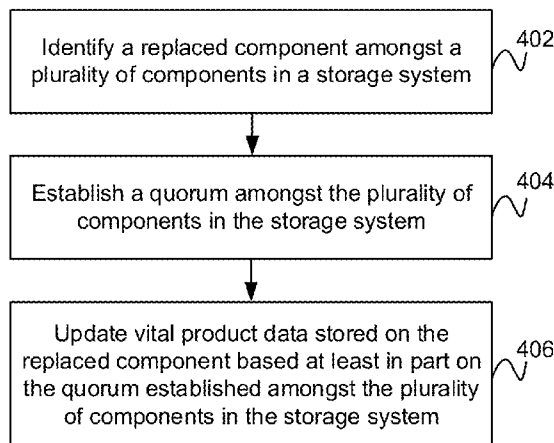 Identify a replaced component amongst a
plurality of components in a storage system
402
Establish a quorum amongst the plurality of
components in the storage system
404
Update vital product data stored on the
replaced component based at least in part on
the quorum established amongst the plurality
of components in the storage system
406